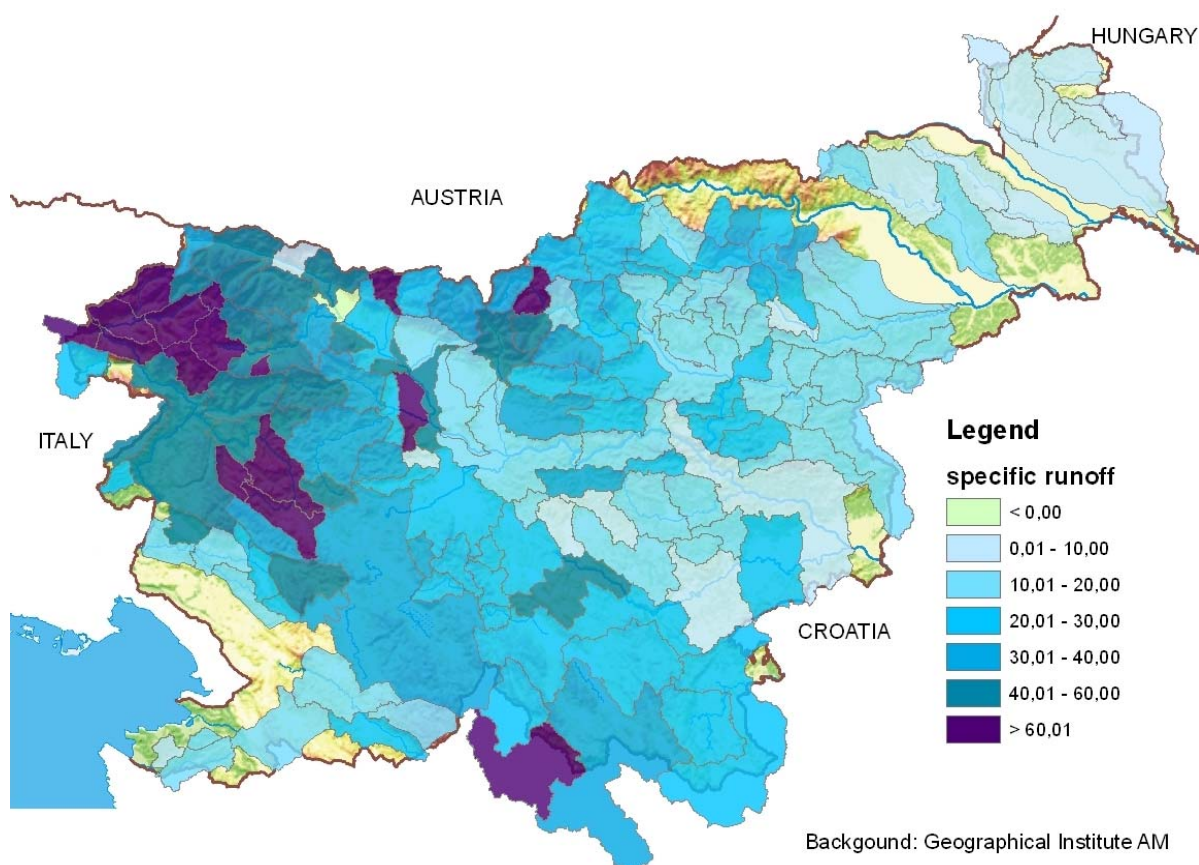 HUNGARY
AUSTRIA
ITALY
CROATIA
Legend
specific runoff
< 0,00
0,01 - 10,00
10,01 - 20,00
20,01 - 30,00
30,01 - 40,00
40,01 - 60,00
> 60,01
Backgound: Geographical Institute AM